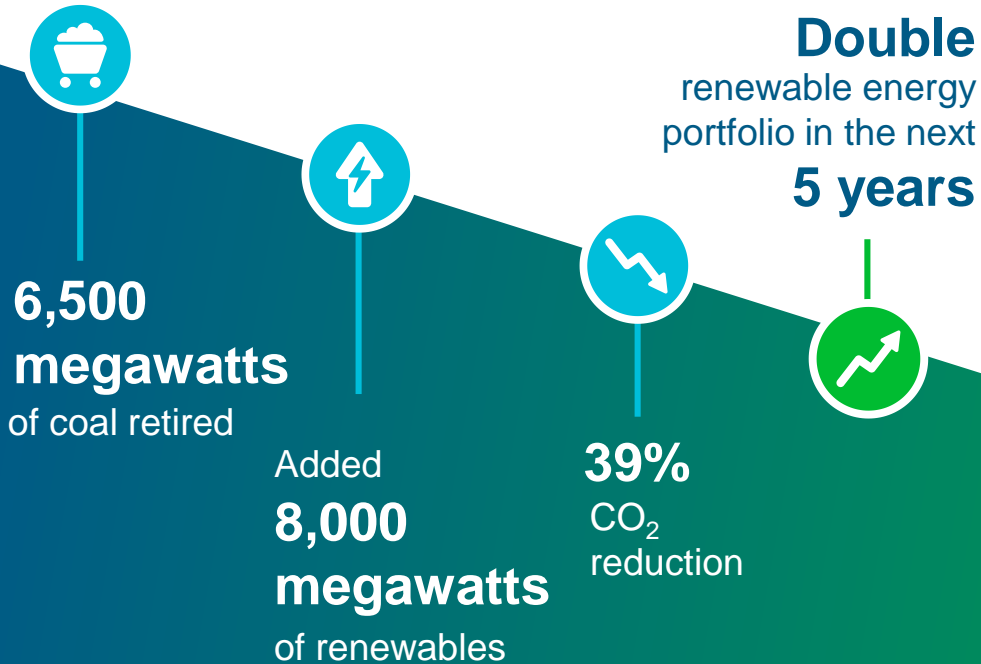 6,500
megawatts
of coal retired
Added
8,000
megawatts
of renewables
39%
CO₂
reduction
Double
renewable energy
portfolio in the next
5 years